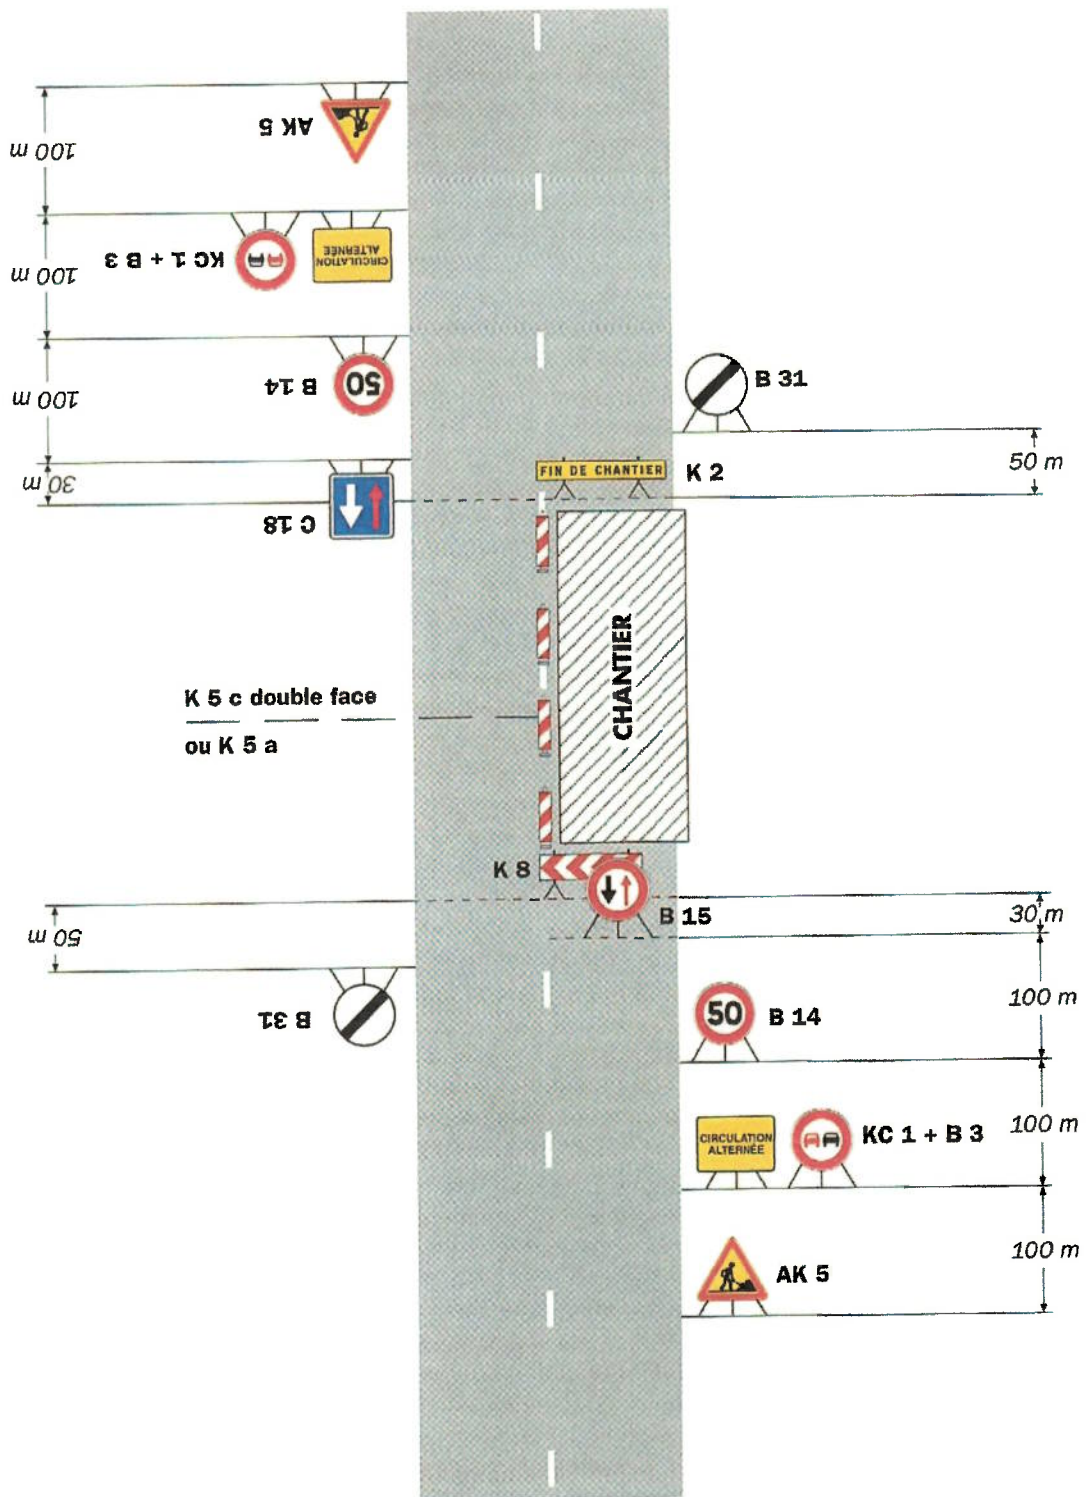 AK 5
100 m
KC 1 + B 3
CIRCULATION
ALTERNÉE
100 m
B 14
50
100 m
B 31
C 18
30 m
FIN DE CHANTIER
K 2
50 m
CHANTIER
K 5 c double face
ou K 5 a
K 8
B 15
30 m
50 m
B 31
50
B 14
100 m
CIRCULATION
ALTERNÉE
KC 1 + B 3
100 m
AK 5
100 m